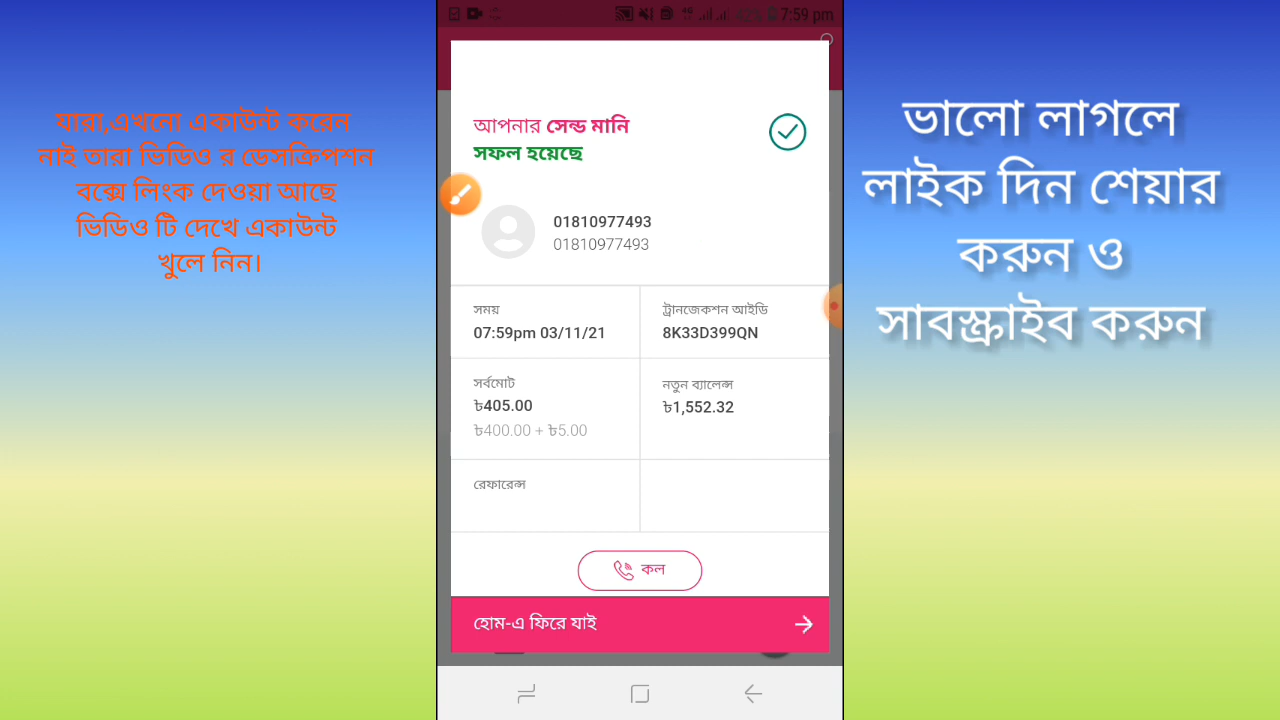 যারা,এখনো একাউন্ট করেন
নাই তারা ভিডিও র ডেসক্রিপশন
বক্সে লিংক দেওয়া আছে
ভিডিও টি দেখে একাউন্ট
খুলে নিন।
7:59 pm
আপনার সেন্ড মানি
সফল হয়েছে
01810977493
01810977493
সময়
07:59pm 03/11/21
ট্রানজেকশন আইডি
8K33D399QN
সর্বমোট
৳405.00
৳400.00 + ৳5.00
নতুন ব্যালেন্স
৳1,552.32
রেফারেন্স
কল
হোম-এ ফিরে যাই
ভালো লাগলে
লাইক দিন শেয়ার
করুন ও
সাবস্ক্রাইব করুন